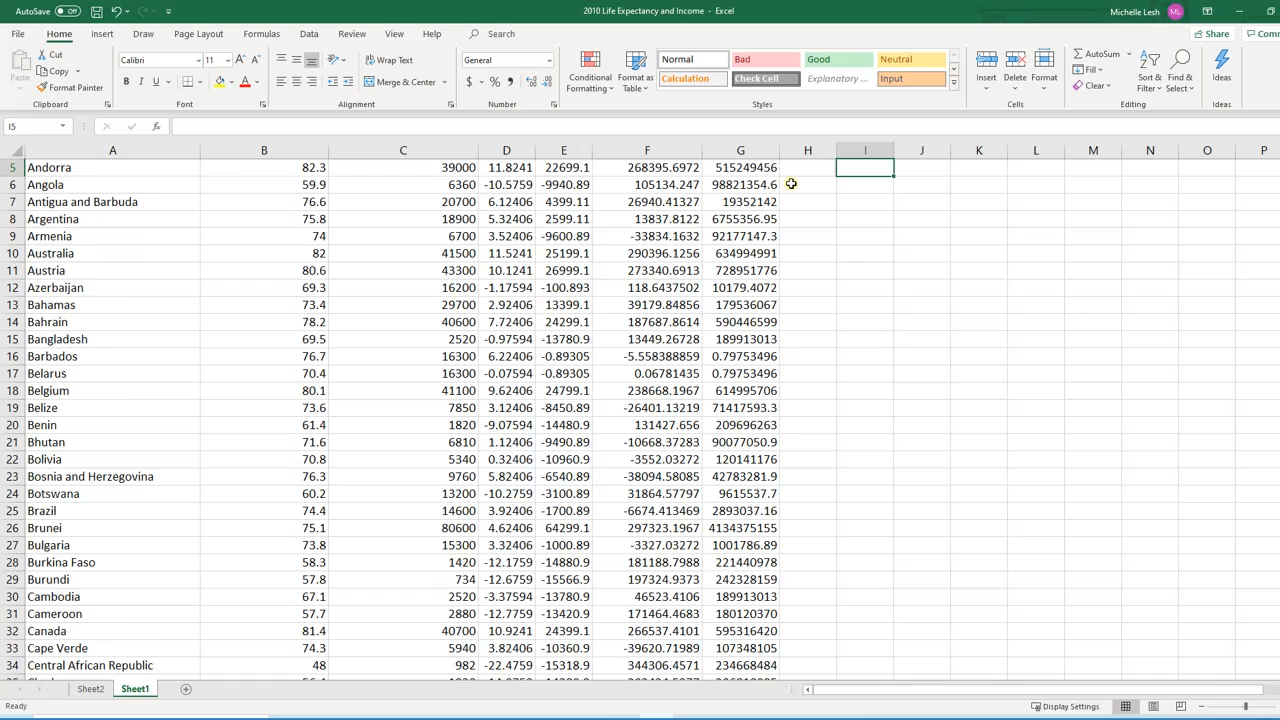 AutoSave Off 2010 Life Expectancy and Income - Excel Michelle Lesh ML
File Home Insert Draw Page Layout Formulas Data Review View Help Search Share Comm
Paste Cut Calibri 11 A A Wrap Text General Conditional Format as Normal Bad Good Neutral Insert Delete Format AutoSum Sort & Find & Ideas
Copy Fill
Format Painter B I U A Merge & Center $ % , Formatting Table Calculation Check Cell Explanatory ... Input Clear Filter Select
Clipboard Font Alignment Number Styles Cells Editing Ideas
I5 fx
A B C D E F G H I J K L M N O P
5 Andorra 82.3 39000 11.8241 22699.1 268395.6972 515249456
6 Angola 59.9 6360 -10.5759 -9940.89 105134.247 98821354.6
7 Antigua and Barbuda 76.6 20700 6.12406 4399.11 26940.41327 19352142
8 Argentina 75.8 18900 5.32406 2599.11 13837.8122 6755356.95
9 Armenia 74 6700 3.52406 -9600.89 -33834.1632 92177147.3
10 Australia 82 41500 11.5241 25199.1 290396.1256 634994991
11 Austria 80.6 43300 10.1241 26999.1 273340.6913 728951776
12 Azerbaijan 69.3 16200 -1.17594 -100.893 118.6437502 10179.4072
13 Bahamas 73.4 29700 2.92406 13399.1 39179.84856 179536067
14 Bahrain 78.2 40600 7.72406 24299.1 187687.8614 590446599
15 Bangladesh 69.5 2520 -0.97594 -13780.9 13449.26728 189913013
16 Barbados 76.7 16300 6.22406 -0.89305 -5.558388859 0.79753496
17 Belarus 70.4 16300 -0.07594 -0.89305 0.06781435 0.79753496
18 Belgium 80.1 41100 9.62406 24799.1 238668.1967 614995706
19 Belize 73.6 7850 3.12406 -8450.89 -26401.13219 71417593.3
20 Benin 61.4 1820 -9.07594 -14480.9 131427.656 209696263
21 Bhutan 71.6 6810 1.12406 -9490.89 -10668.37283 90077050.9
22 Bolivia 70.8 5340 0.32406 -10960.9 -3552.03272 120141176
23 Bosnia and Herzegovina 76.3 9760 5.82406 -6540.89 -38094.58085 42783281.9
24 Botswana 60.2 13200 -10.2759 -3100.89 31864.57797 9615537.7
25 Brazil 74.4 14600 3.92406 -1700.89 -6674.413469 2893037.16
26 Brunei 75.1 80600 4.62406 64299.1 297323.1967 4134375155
27 Bulgaria 73.8 15300 3.32406 -1000.89 -3327.03272 1001786.89
28 Burkina Faso 58.3 1420 -12.1759 -14880.9 181188.7988 221440978
29 Burundi 57.8 734 -12.6759 -15566.9 197324.9373 242328159
30 Cambodia 67.1 2520 -3.37594 -13780.9 46523.4106 189913013
31 Cameroon 57.7 2880 -12.7759 -13420.9 171464.4683 180120370
32 Canada 81.4 40700 10.9241 24399.1 266537.4101 595316420
33 Cape Verde 74.3 5940 3.82406 -10360.9 -39620.71989 107348105
34 Central African Republic 48 982 -22.4759 -15318.9 344306.4571 234668484
Sheet2 Sheet1
Ready Display Settings